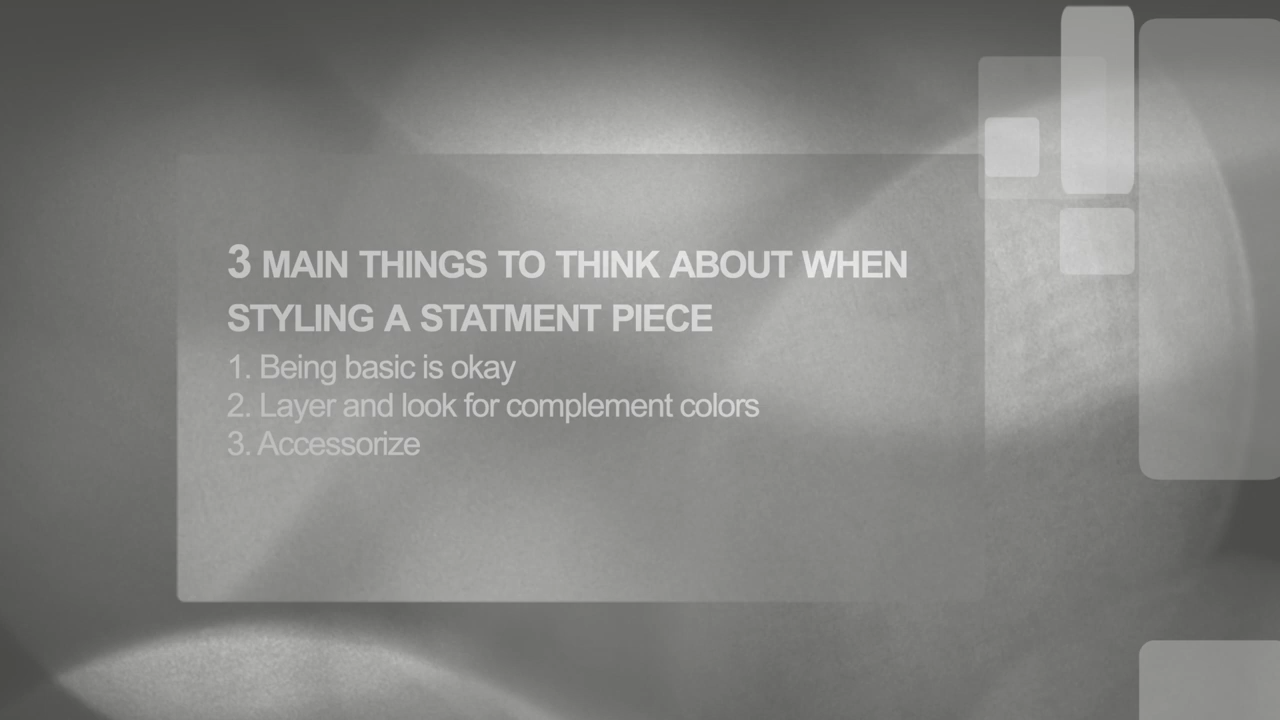 3 MAIN THINGS TO THINK ABOUT WHEN
STYLING A STATMENT PIECE
1. Being basic is okay
2. Layer and look for complement colors
3. Accessorize